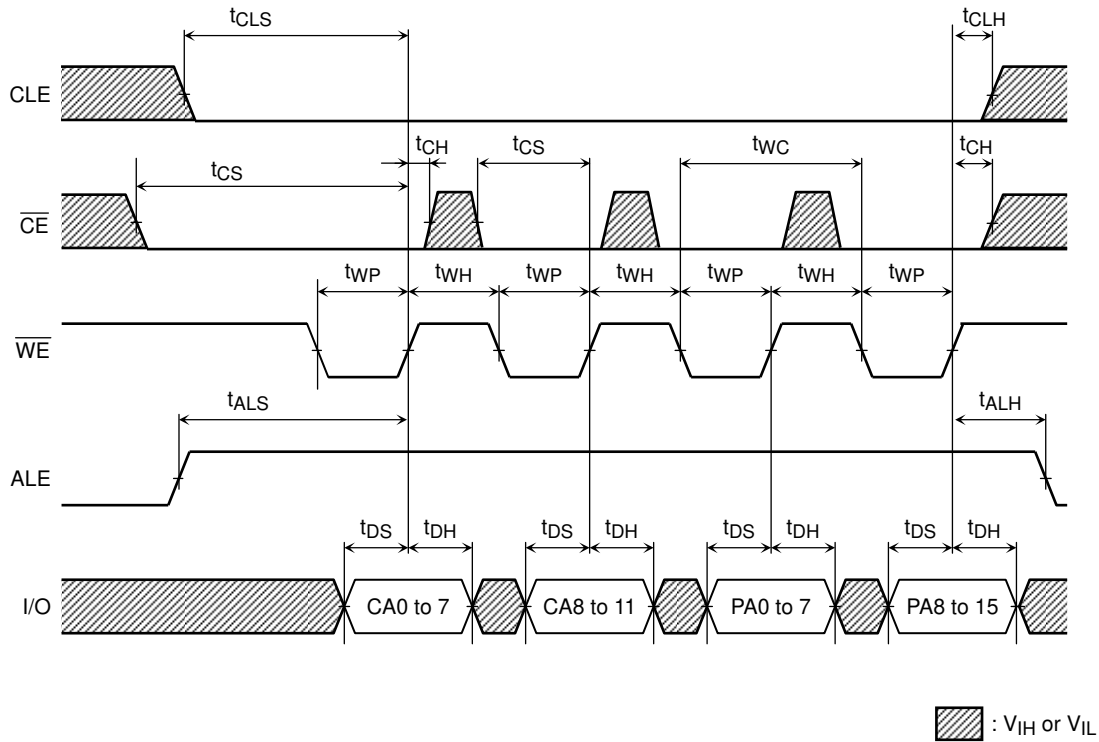 tCLS tCLH
CLE
tCH tCS tWC tCH
tCS
CE
tWP tWH tWP tWH tWP tWH tWP
WE
tALS tALH
ALE
tDS tDH tDS tDH tDS tDH tDS tDH
I/O CA0 to 7 CA8 to 11 PA0 to 7 PA8 to 15
: VIH or VIL